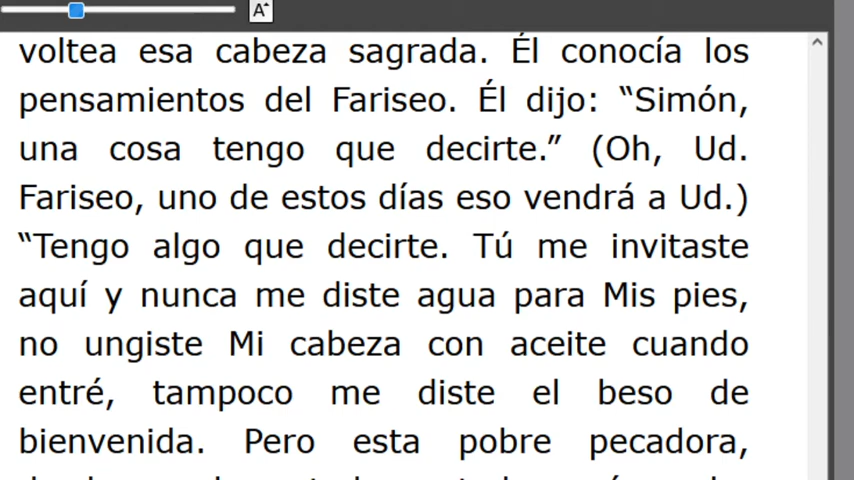 A
voltea esa cabeza sagrada. Él conocía los
pensamientos del Fariseo. Él dijo: “Simón,
una cosa tengo que decirte.” (Oh, Ud.
Fariseo, uno de estos días eso vendrá a Ud.)
“Tengo algo que decirte. Tú me invitaste
aquí y nunca me diste agua para Mis pies,
no ungiste Mi cabeza con aceite cuando
entré, tampoco me diste el beso de
bienvenida. Pero esta pobre pecadora,